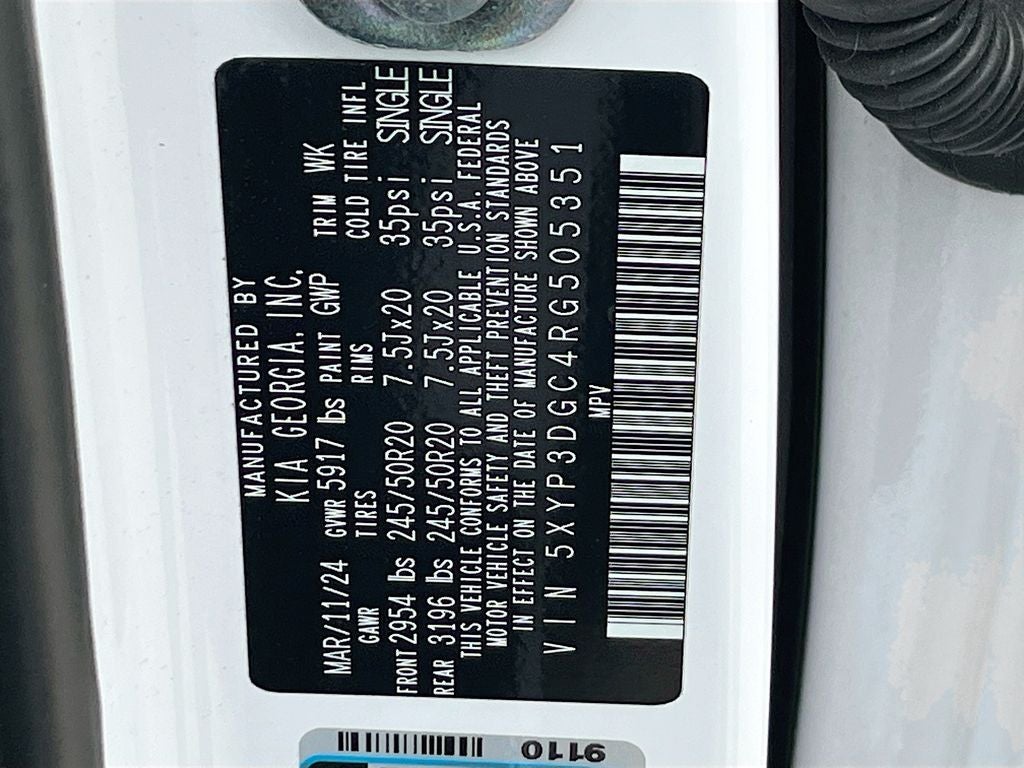 MANUFACTURED BY
KIA GEORGIA, INC.
MAR/11/24 GVWR 5917 lbs PAINT GWP TRIM WK
GAWR TIRES RIMS COLD TIRE INFL
FRONT 2954 lbs 245/50R20 7.5Jx20 35psi SINGLE
REAR 3196 lbs 245/50R20 7.5Jx20 35psi SINGLE
THIS VEHICLE CONFORMS TO ALL APPLICABLE U.S.A. FEDERAL
MOTOR VEHICLE SAFETY AND THEFT PREVENTION STANDARDS
IN EFFECT ON THE DATE OF MANUFACTURE SHOWN ABOVE
VIN 5XYP3DGC4RG505351
MPV
9110